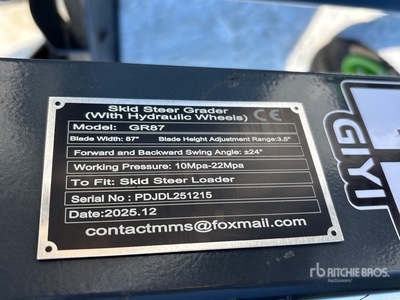 Skid Steer Grader
(With Hydraulic Wheels) CE
Model: GR87
Blade Width: 87" Blade Height Adjustment Range:3.5"
Forward and Backward Swing Angle: ±24°
Working Pressure: 10Mpa-22Mpa
To Fit: Skid Steer Loader
Serial No : PDJDL251215
Date:2025.12
contactmms@foxmail.com
GIYI
rb RITCHIE BROS.
Auctioneers